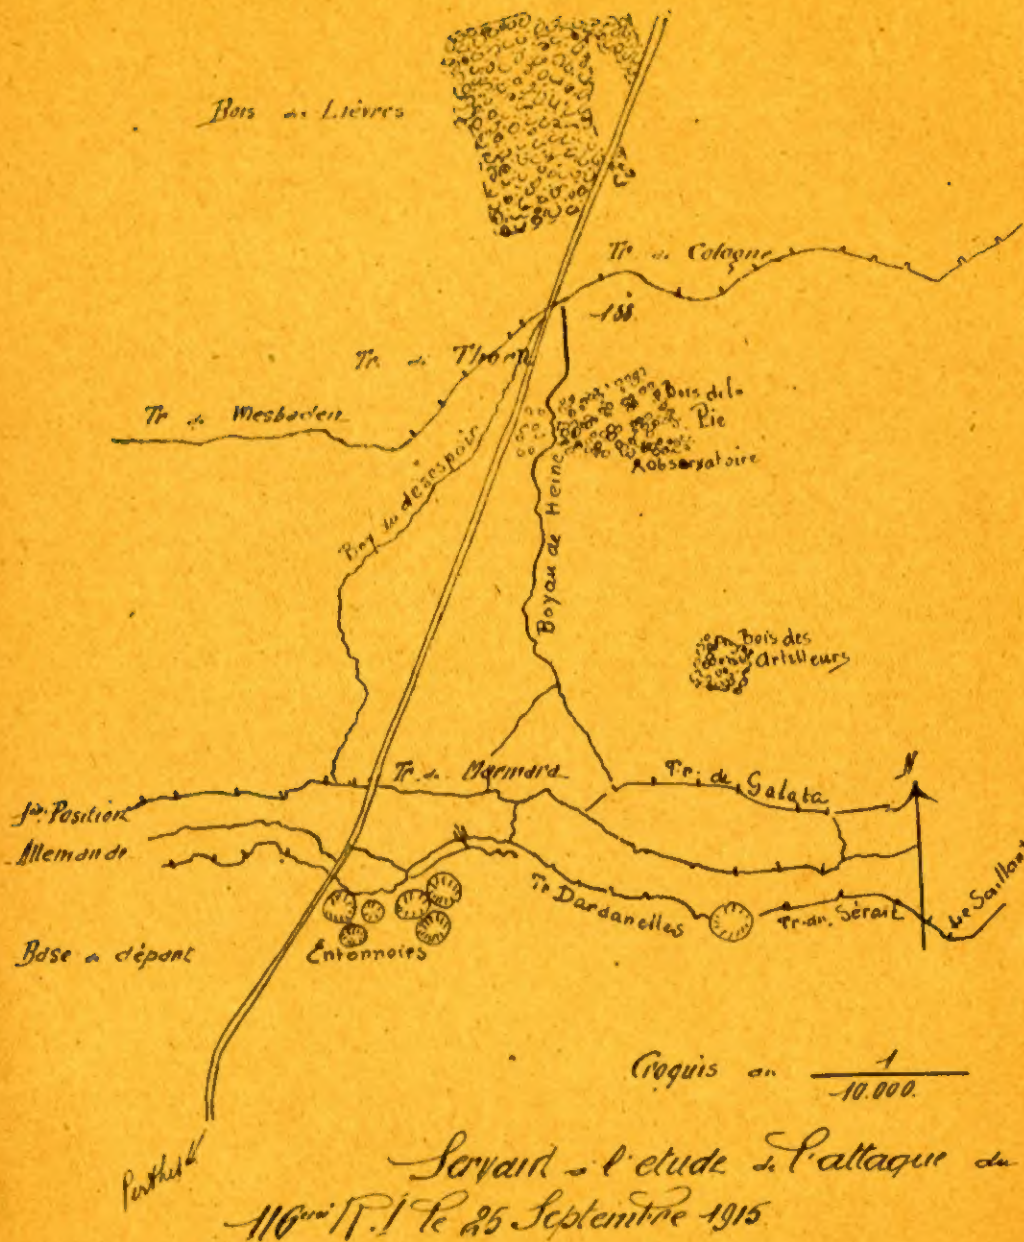 Bois des Lièvres
Tr. de Cologne
188
Tr. de Thorn
Tr. de Wiesbaden
Bois de la
Pie
Observatoire
Boy. du désespoir
Boyau de Heine
Bois des
Artilleurs
Tr. de Marmara
Tr. de Galata
N
1ère Position
Allemande
Tr. Dardanelles
Tr. du Sérail
Le Saillant
Base de départ
Entonnoirs
Croquis au 1
10.000.
Perthes
Servant à l'étude de l'attaque du
116ème R.I le 25 Septembre 1915